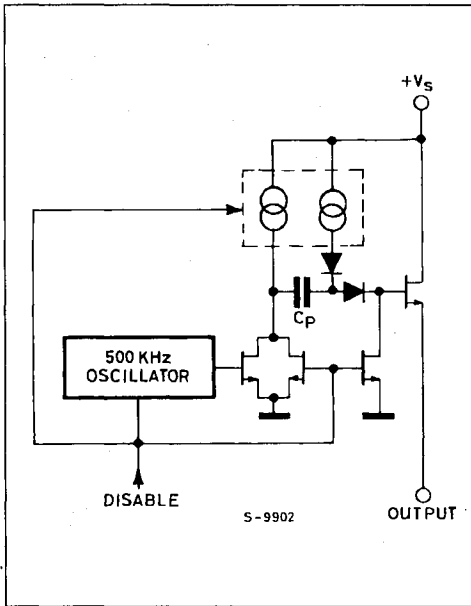 +Vs
Cp
500 KHz
OSCILLATOR
DISABLE
S-9902
OUTPUT